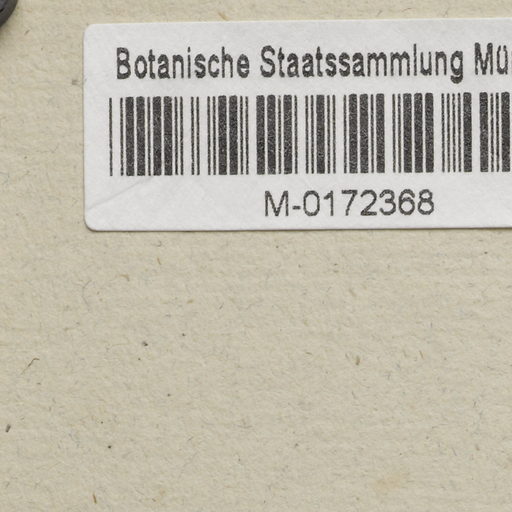 Botanische Staatssammlung Mü
M-0172368